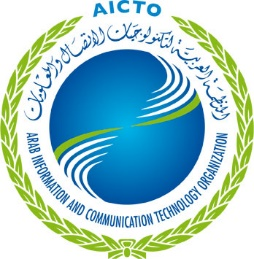 AICTO
المنظمة العربية لتكنولوجيات الاتصال والمعلومات
ARAB INFORMATION AND COMMUNICATION TECHNOLOGY ORGANIZATION